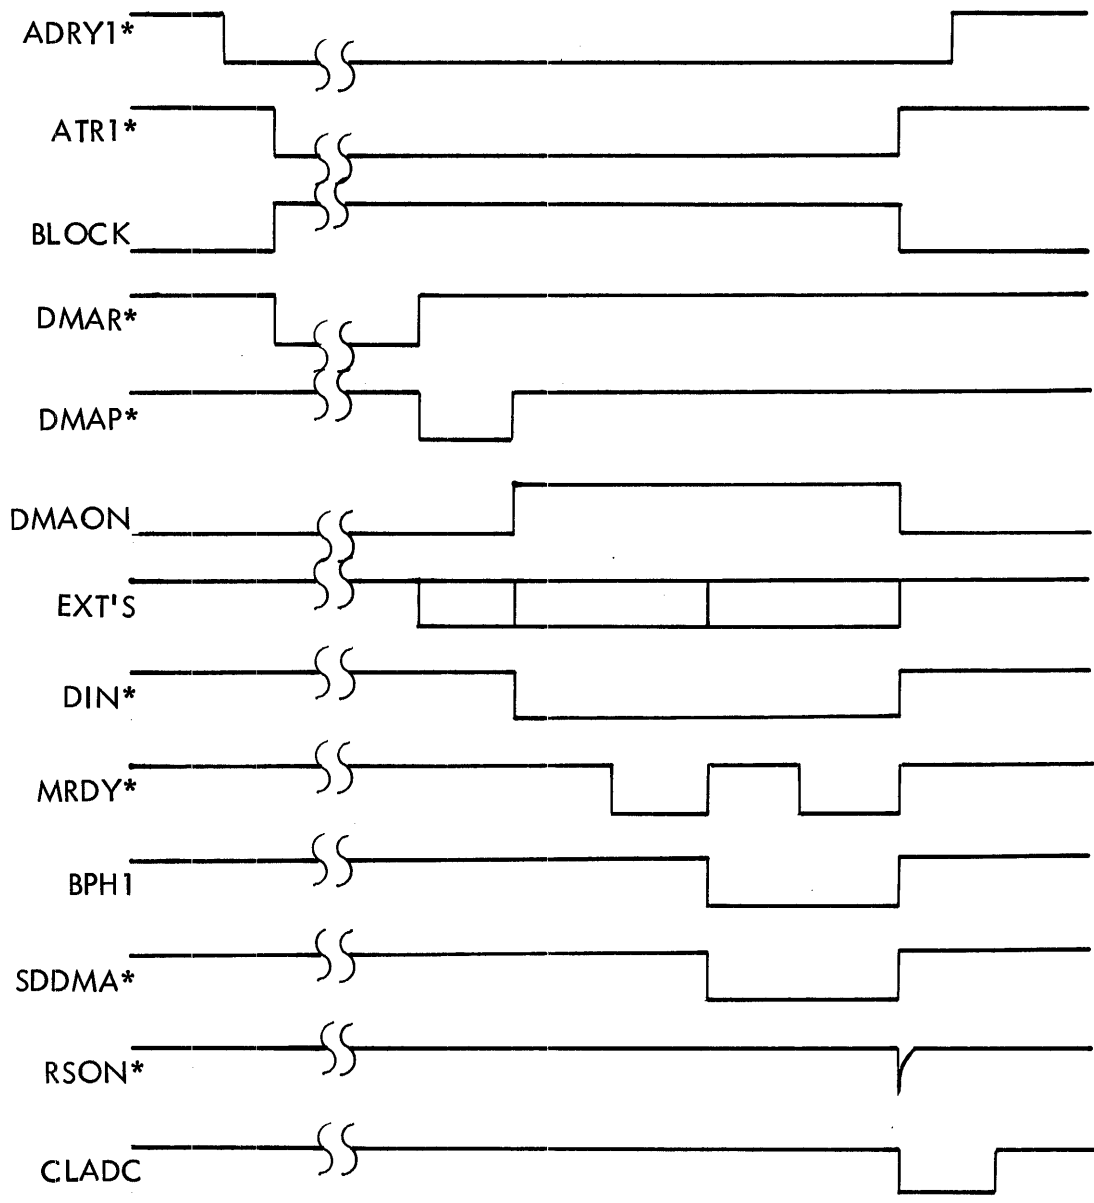 ADRY1*
ATR1*
BLOCK
DMAR*
DMAP*
DMAON
EXT'S
DIN*
MRDY*
BPH1
SDDMA*
RSON*
CLADC